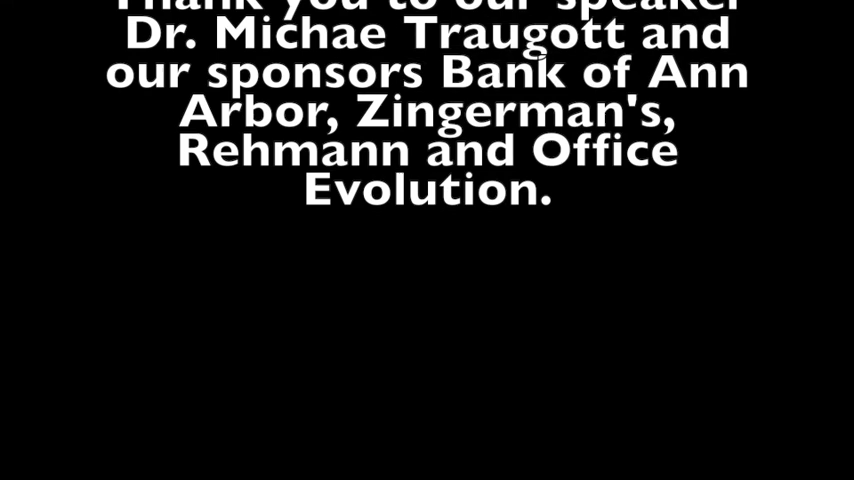 Thank you to our speaker
Dr. Michae Traugott and
our sponsors Bank of Ann
Arbor, Zingerman's,
Rehmann and Office
Evolution.